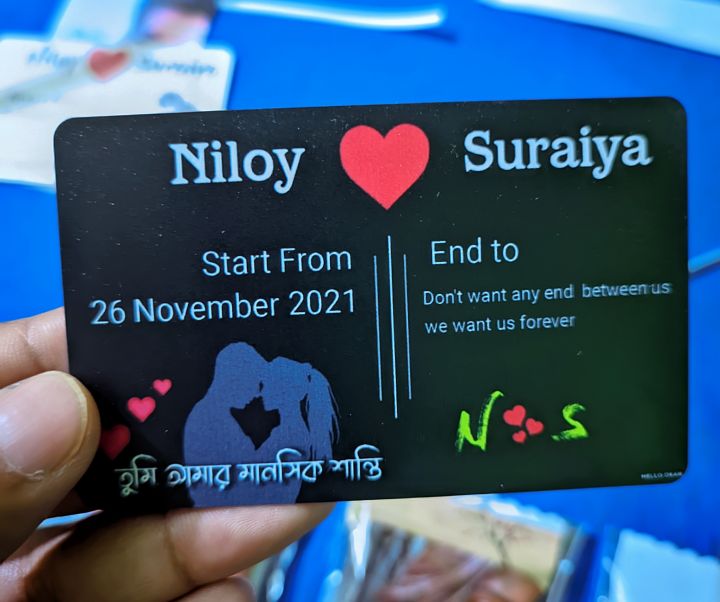 Niloy ❤ Suraiya
Start From
26 November 2021
End to
Don't want any end between us
we want us forever
N S
তুমি আমার মানসিক শান্তি
HELLO DEAR